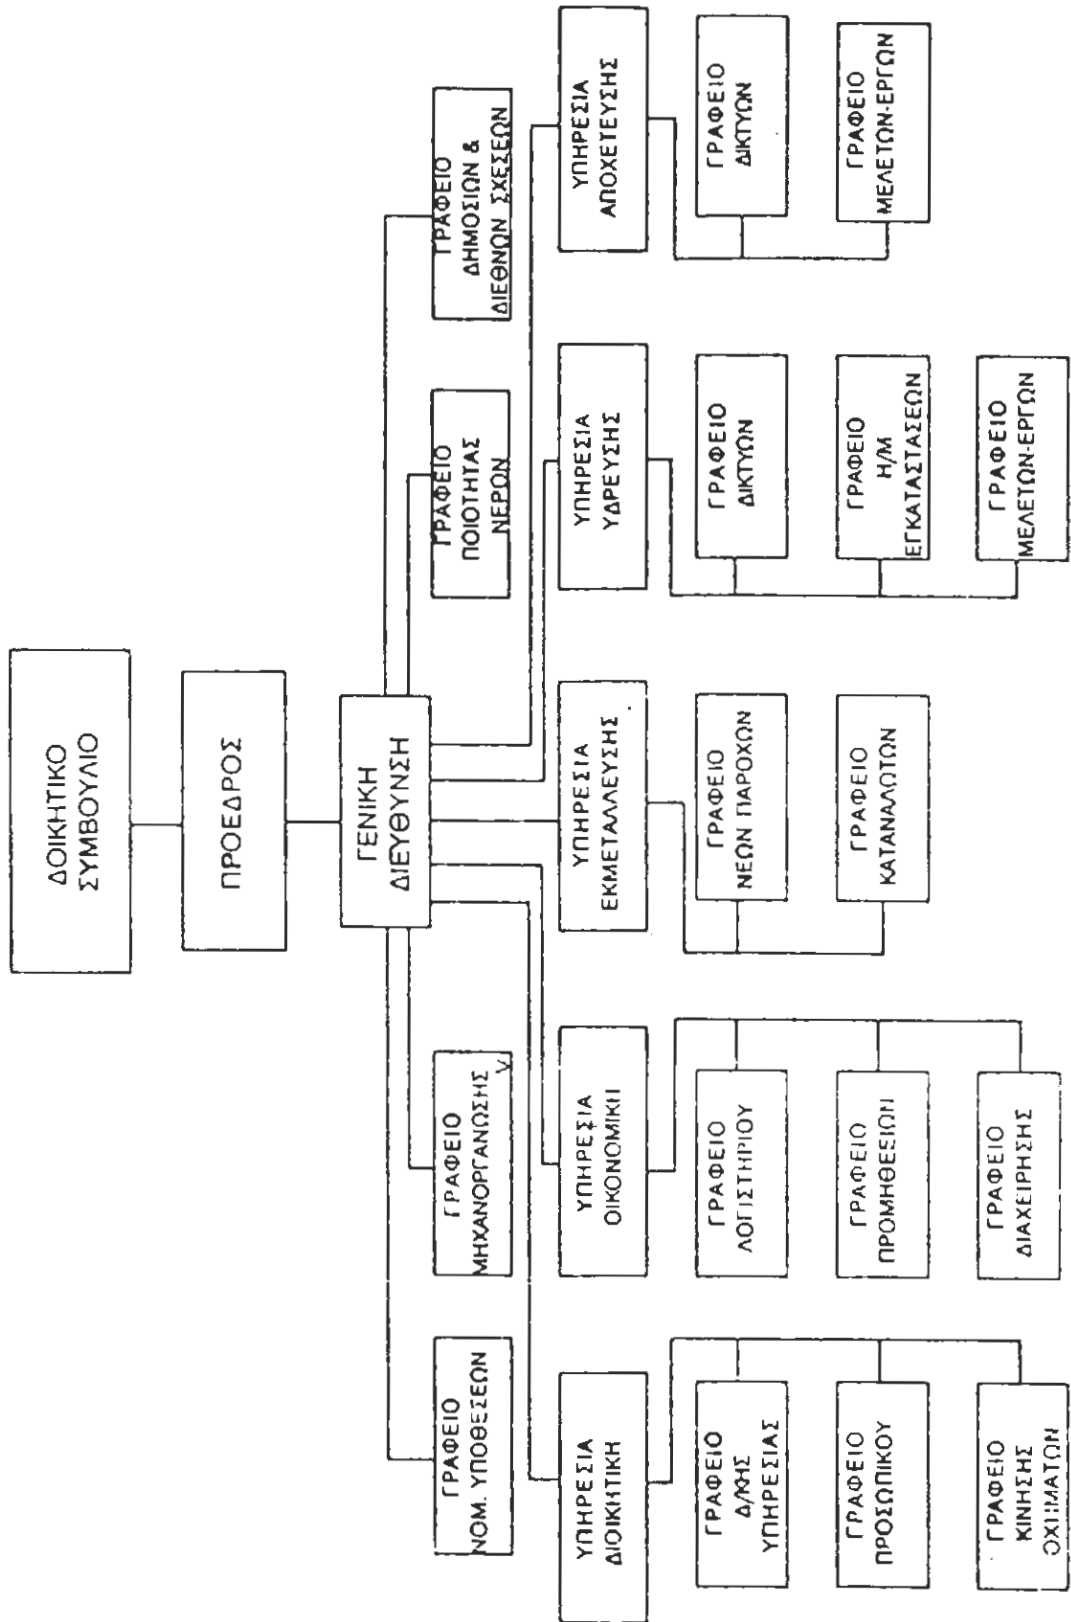 ΔΟΙΚΗΤΙΚΟ
ΣΥΜΒΟΥΛΙΟ
ΠΡΟΕΔΡΟΣ
ΓΕΝΙΚΗ
ΔΙΕΥΘΥΝΣΗ
ΓΡΑΦΕΙΟ
ΝΟΜ. ΥΠΟΘΕΣΕΩΝ
ΓΡΑΦΕΙΟ
ΜΗΧΑΝΟΡΓΑΝΩΣΗΣ
ΓΡΑΦΕΙΟ
ΠΟΙΟΤΗΤΑΣ
ΝΕΡΩΝ
ΓΡΑΦΕΙΟ
ΔΗΜΟΣΙΩΝ &
ΔΙΕΘΝΩΝ ΣΧΕΣΕΩΝ
ΥΠΗΡΕΣΙΑ
ΔΙΟΙΚΗΤΙΚΗ
ΥΠΗΡΕΣΙΑ
ΟΙΚΟΝΟΜΙΚΗ
ΥΠΗΡΕΣΙΑ
ΕΚΜΕΤΑΛΛΕΥΣΗΣ
ΥΠΗΡΕΣΙΑ
ΥΔΡΕΥΣΗΣ
ΥΠΗΡΕΣΙΑ
ΑΠΟΧΕΤΕΥΣΗΣ
ΓΡΑΦΕΙΟ
Δ/ΚΗΣ
ΥΠΗΡΕΣΙΑΣ
ΓΡΑΦΕΙΟ
ΛΟΓΙΣΤΗΡΙΟΥ
ΓΡΑΦΕΙΟ
ΝΕΩΝ ΠΑΡΟΧΩΝ
ΓΡΑΦΕΙΟ
ΔΙΚΤΥΩΝ
ΓΡΑΦΕΙΟ
ΔΙΚΤΥΩΝ
ΓΡΑΦΕΙΟ
ΠΡΟΣΩΠΙΚΟΥ
ΓΡΑΦΕΙΟ
ΠΡΟΜΗΘΕΙΩΝ
ΓΡΑΦΕΙΟ
ΚΑΤΑΝΑΛΩΤΩΝ
ΓΡΑΦΕΙΟ
Η/Μ
ΕΓΚΑΤΑΣΤΑΣΕΩΝ
ΓΡΑΦΕΙΟ
ΜΕΛΕΤΩΝ-ΕΡΓΩΝ
ΓΡΑΦΕΙΟ
ΚΙΝΗΣΗΣ
ΟΧΗΜΑΤΩΝ
ΓΡΑΦΕΙΟ
ΔΙΑΧΕΙΡΗΣΗΣ
ΓΡΑΦΕΙΟ
ΜΕΛΕΤΩΝ-ΕΡΓΩΝ